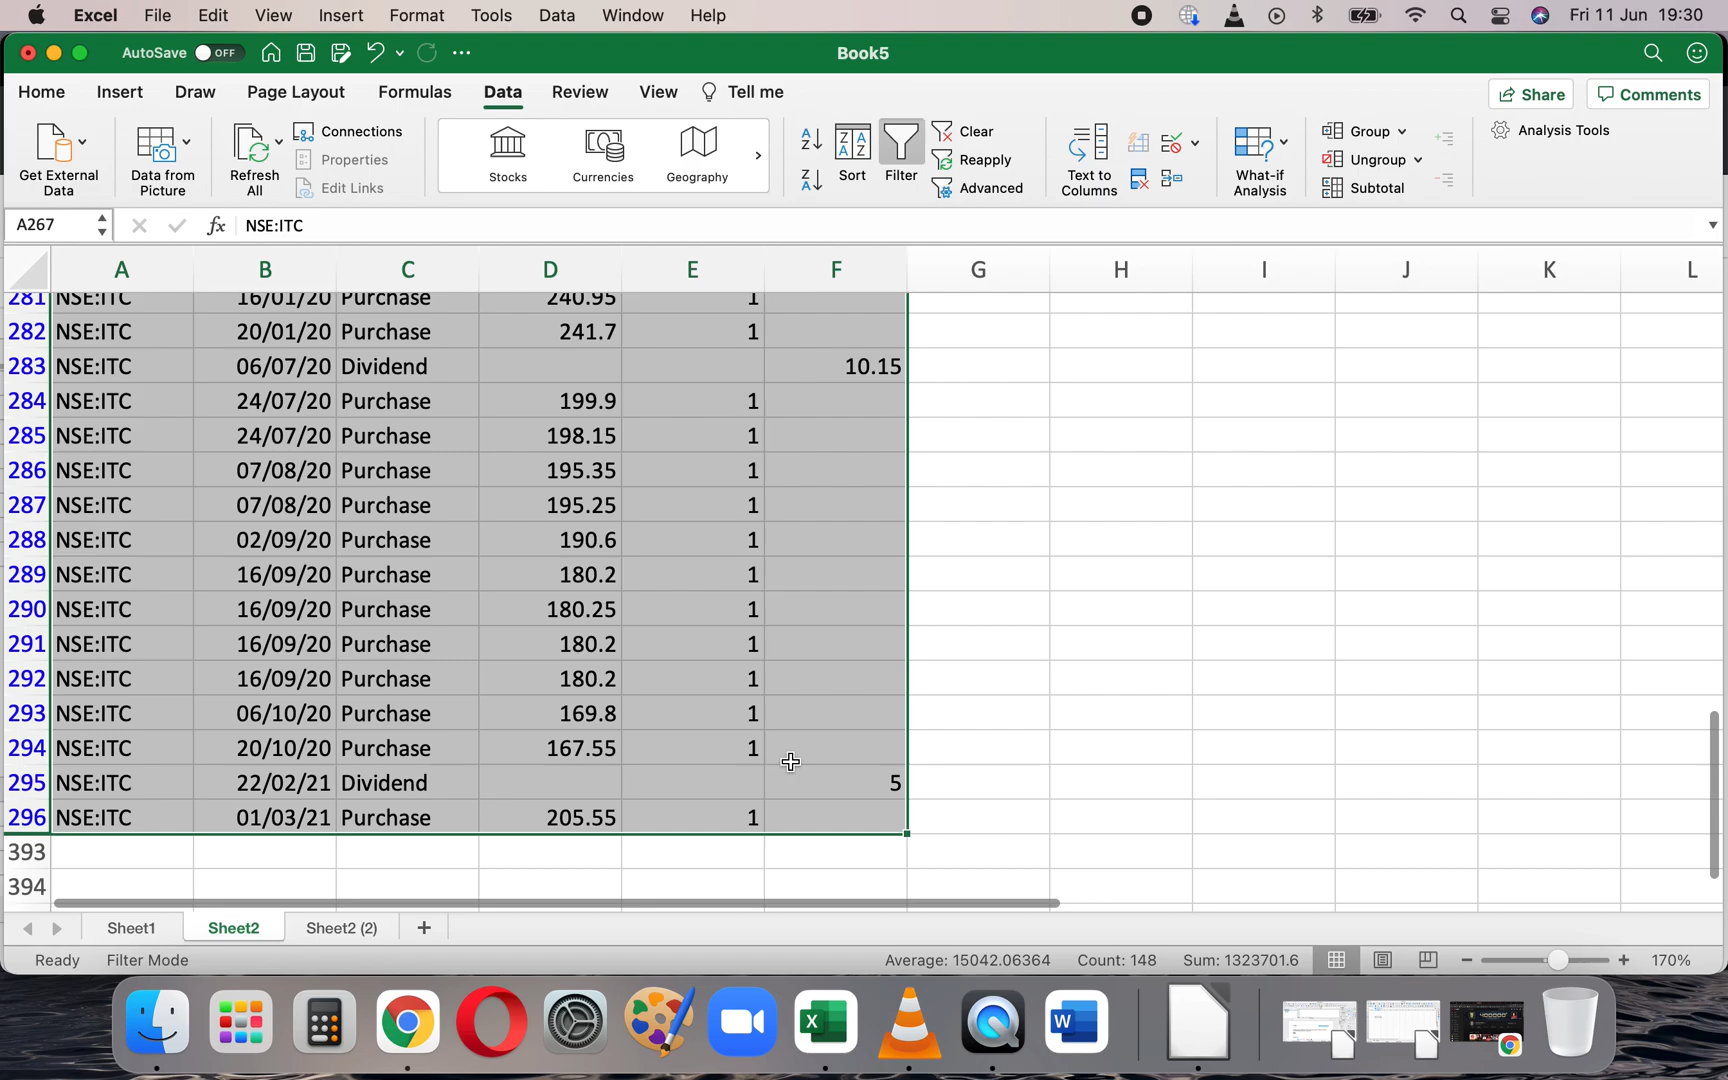 Excel File Edit View Insert Format Tools Data Window Help Fri 11 Jun 19:30
AutoSave OFF Book5
Home Insert Draw Page Layout Formulas Data Review View Tell me Share Comments
Get External Data Data from Picture Refresh All Connections Properties Edit Links Stocks Currencies Geography Sort Filter Clear Reapply Advanced Text to Columns What-if Analysis Group Ungroup Subtotal Analysis Tools
A267 fx NSE:ITC
A B C D E F G H I J K L
281 NSE:ITC 16/01/20 Purchase 240.95 1
282 NSE:ITC 20/01/20 Purchase 241.7 1
283 NSE:ITC 06/07/20 Dividend 10.15
284 NSE:ITC 24/07/20 Purchase 199.9 1
285 NSE:ITC 24/07/20 Purchase 198.15 1
286 NSE:ITC 07/08/20 Purchase 195.35 1
287 NSE:ITC 07/08/20 Purchase 195.25 1
288 NSE:ITC 02/09/20 Purchase 190.6 1
289 NSE:ITC 16/09/20 Purchase 180.2 1
290 NSE:ITC 16/09/20 Purchase 180.25 1
291 NSE:ITC 16/09/20 Purchase 180.2 1
292 NSE:ITC 16/09/20 Purchase 180.2 1
293 NSE:ITC 06/10/20 Purchase 169.8 1
294 NSE:ITC 20/10/20 Purchase 167.55 1
295 NSE:ITC 22/02/21 Dividend 5
296 NSE:ITC 01/03/21 Purchase 205.55 1
393
394
Sheet1 Sheet2 Sheet2 (2) +
Ready Filter Mode Average: 15042.06364 Count: 148 Sum: 1323701.6 170%